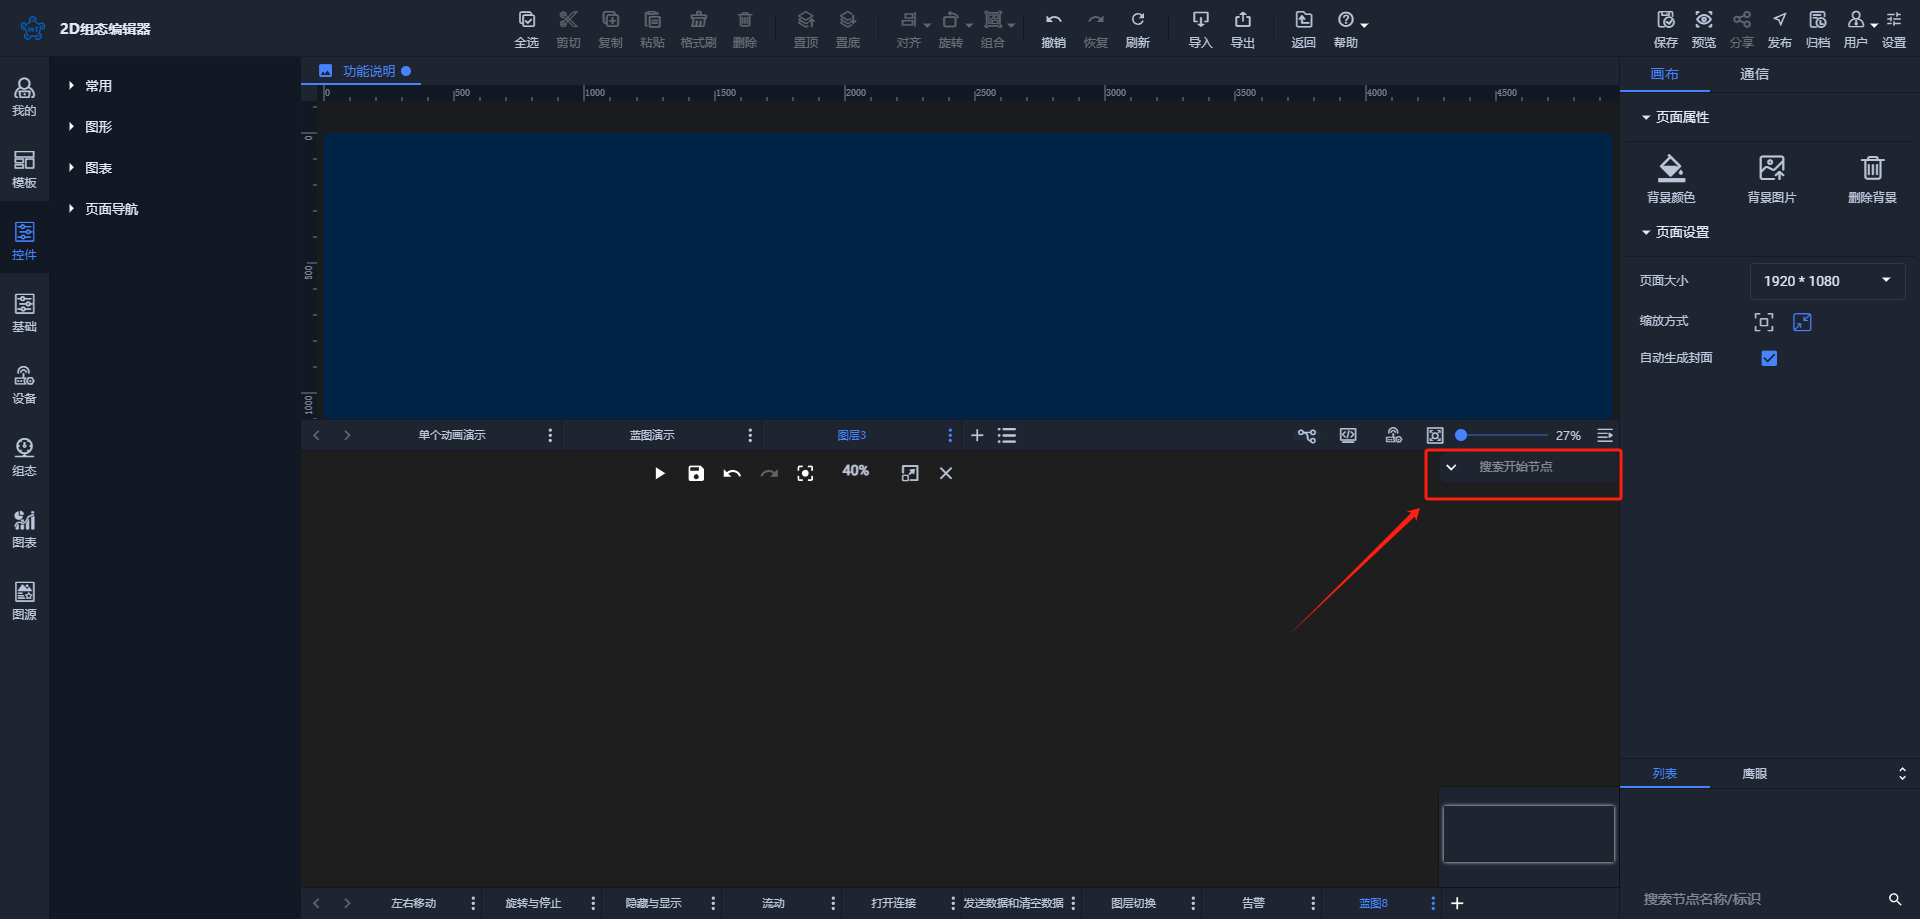 2D组态编辑器
全选 剪切 复制 粘贴 格式刷 删除 置顶 置底 对齐 旋转 组合 撤销 恢复 刷新 导入 导出 返回 帮助 保存 预览 分享 发布 归档 用户 设置
我的
模板
控件
基础
设备
组态
图表
图源
常用
图形
图表
页面导航
功能说明
0 500 1000 1500 2000 2500 3000 3500 4000 4500
0
500
1000
单个动画演示 蓝图演示 图层3 27%
40%
搜索开始节点
左右移动 旋转与停止 隐藏与显示 流动 打开连接 发送数据和清空数据 图层切换 告警 蓝图8
画布 通信
页面属性
背景颜色 背景图片 删除背景
页面设置
页面大小 1920 * 1080
缩放方式
自动生成封面
列表 鹰眼
搜索节点名称/标识